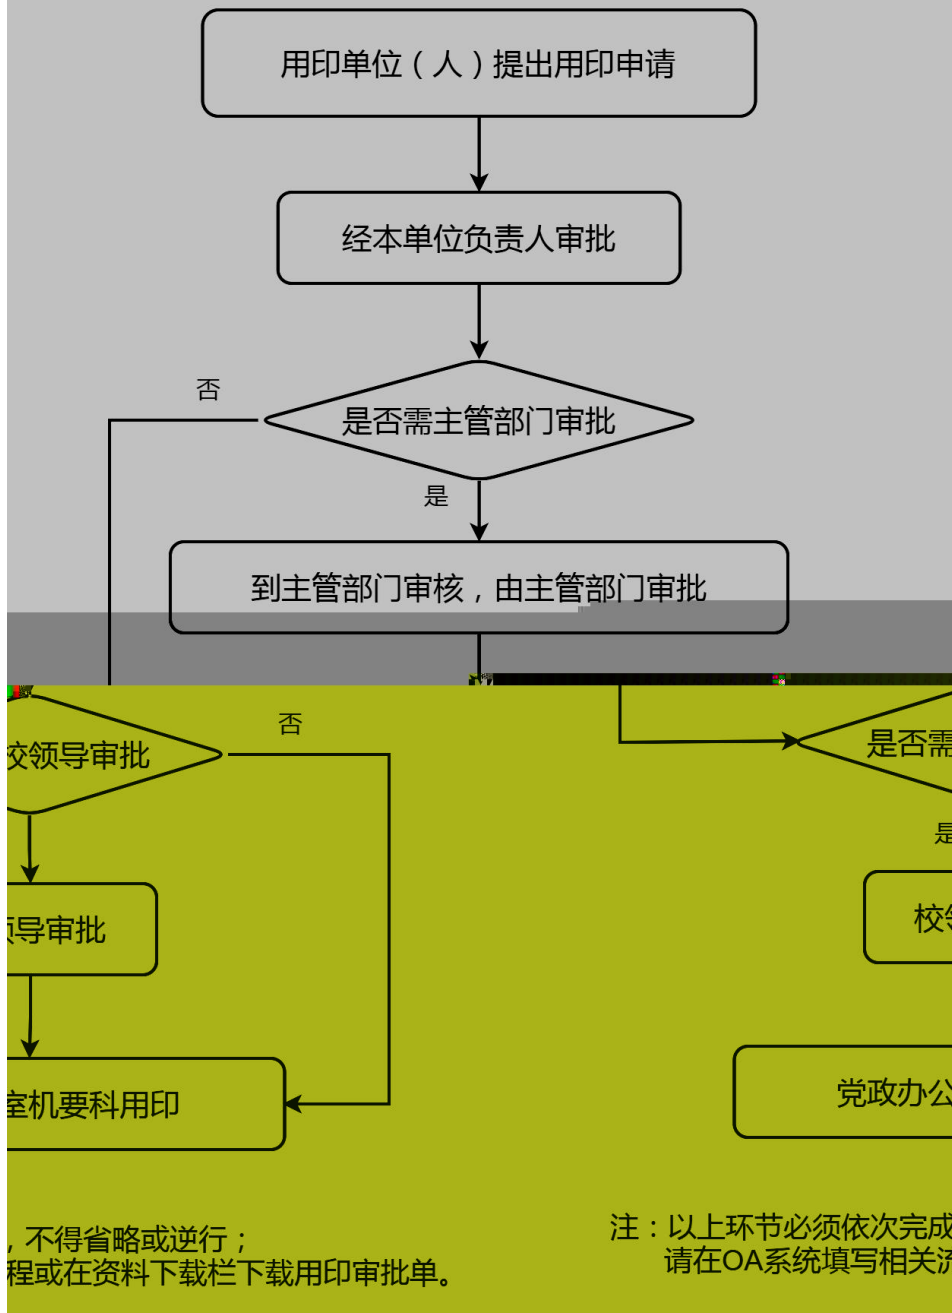 用印单位（人）提出用印申请
经本单位负责人审批
否
是否需主管部门审批
是
到主管部门审核，由主管部门审批
否
校领导审批
是否需
是
导审批
校领
室机要科用印
党政办公
，不得省略或逆行；
注：以上环节必须依次完成
程或在资料下载栏下载用印审批单。
请在OA系统填写相关流